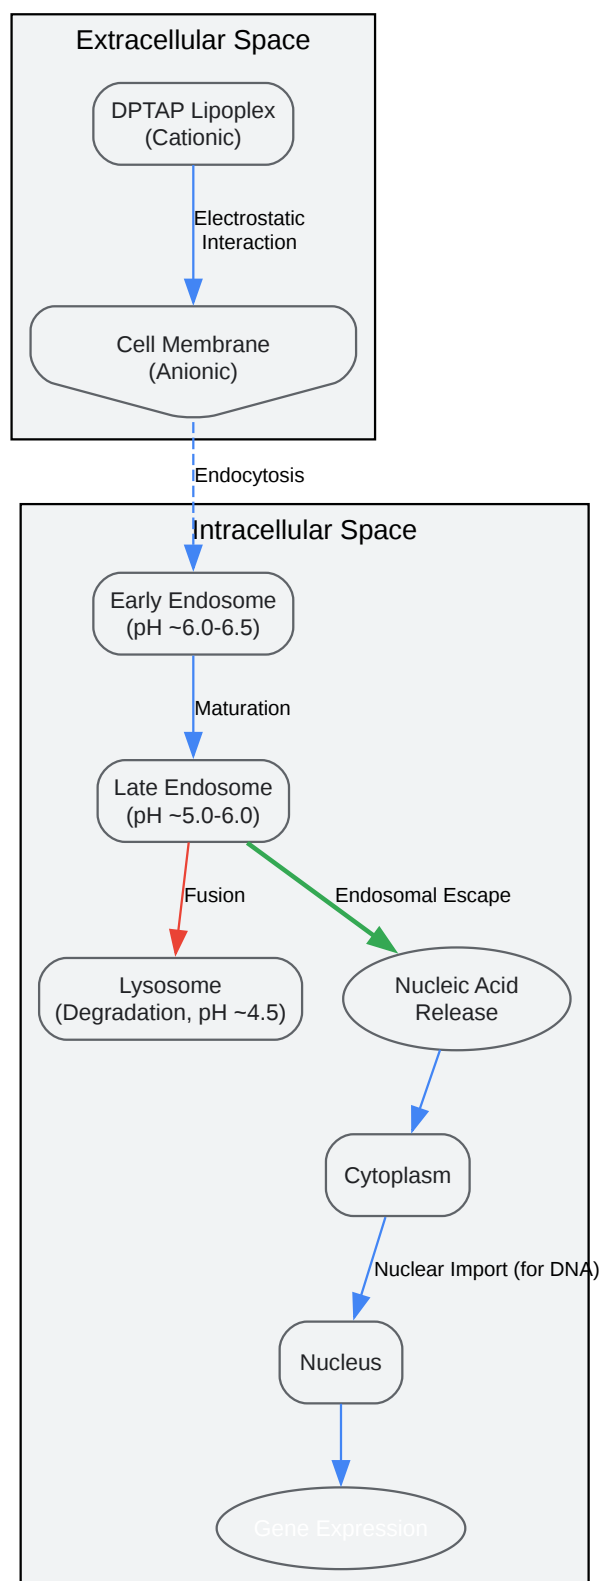 Extracellular Space
DPTAP Lipoplex
(Cationic)
Electrostatic
Interaction
Cell Membrane
(Anionic)
Endocytosis
Intracellular Space
Early Endosome
(pH ~6.0-6.5)
Maturation
Late Endosome
(pH ~5.0-6.0)
Fusion
Endosomal Escape
Lysosome
(Degradation, pH ~4.5)
Nucleic Acid
Release
Cytoplasm
Nuclear Import (for DNA)
Nucleus
Gene Expression